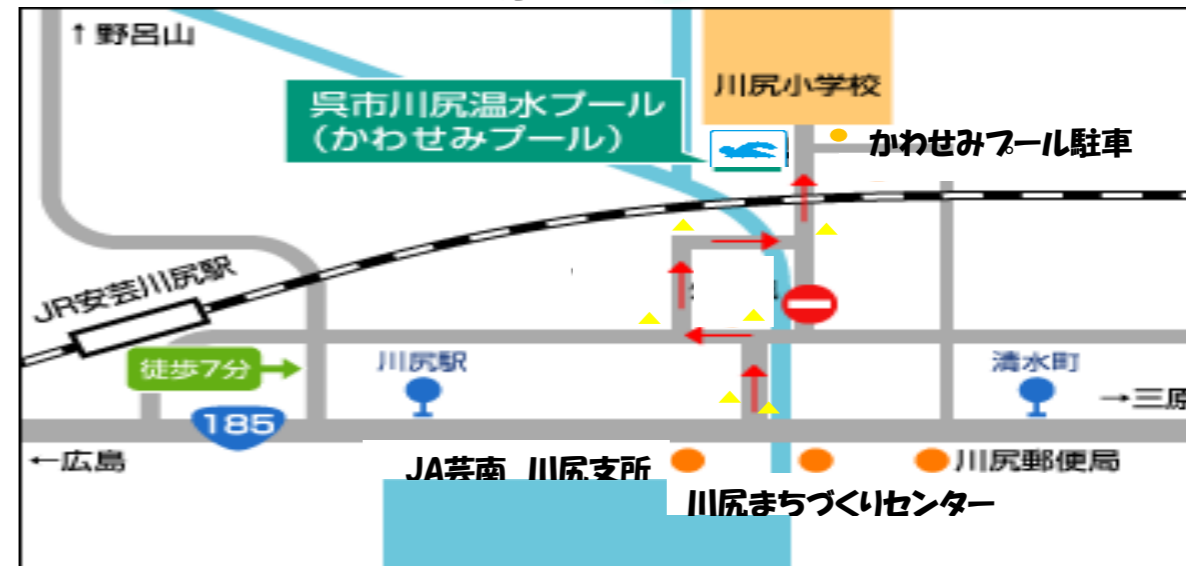 ↑野呂山
川尻小学校
呉市川尻温水プール
(かわせみプール)
かわせみプール駐車
JR安芸川尻駅
徒歩7分
川尻駅
清水町
→三原
185
←広島
JA芸南 川尻支所
川尻郵便局
川尻まちづくりセンター